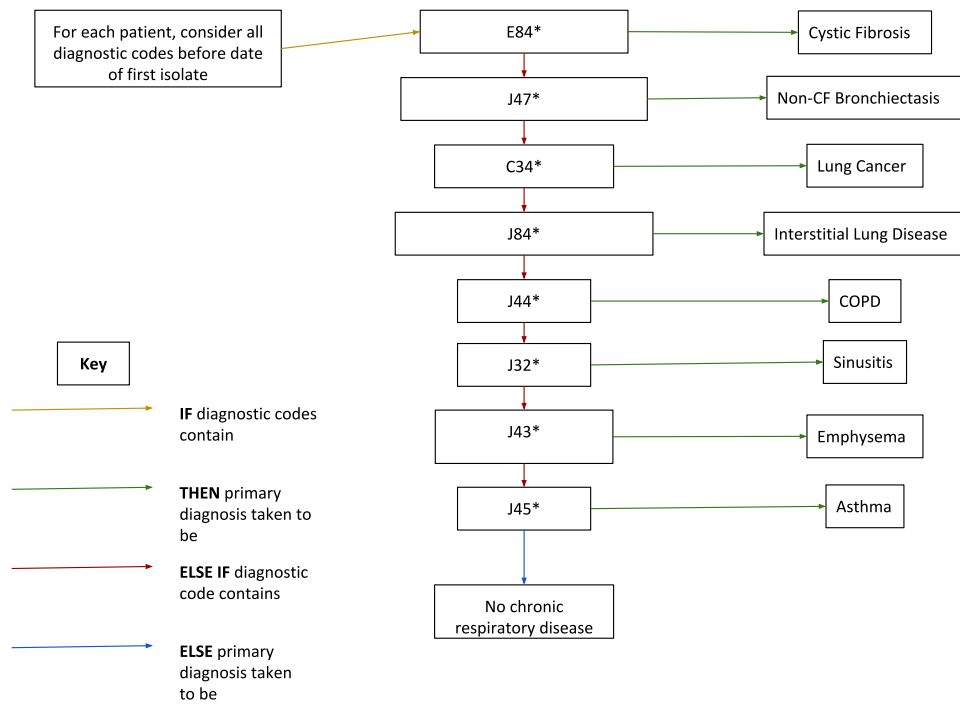 For each patient, consider all
diagnostic codes before date
of first isolate
E84*
Cystic Fibrosis
J47*
Non-CF Bronchiectasis
C34*
Lung Cancer
J84*
Interstitial Lung Disease
J44*
COPD
J32*
Sinusitis
J43*
Emphysema
J45*
Asthma
No chronic
respiratory disease
Key
IF diagnostic codes
contain
THEN primary
diagnosis taken to
be
ELSE IF diagnostic
code contains
ELSE primary
diagnosis taken
to be